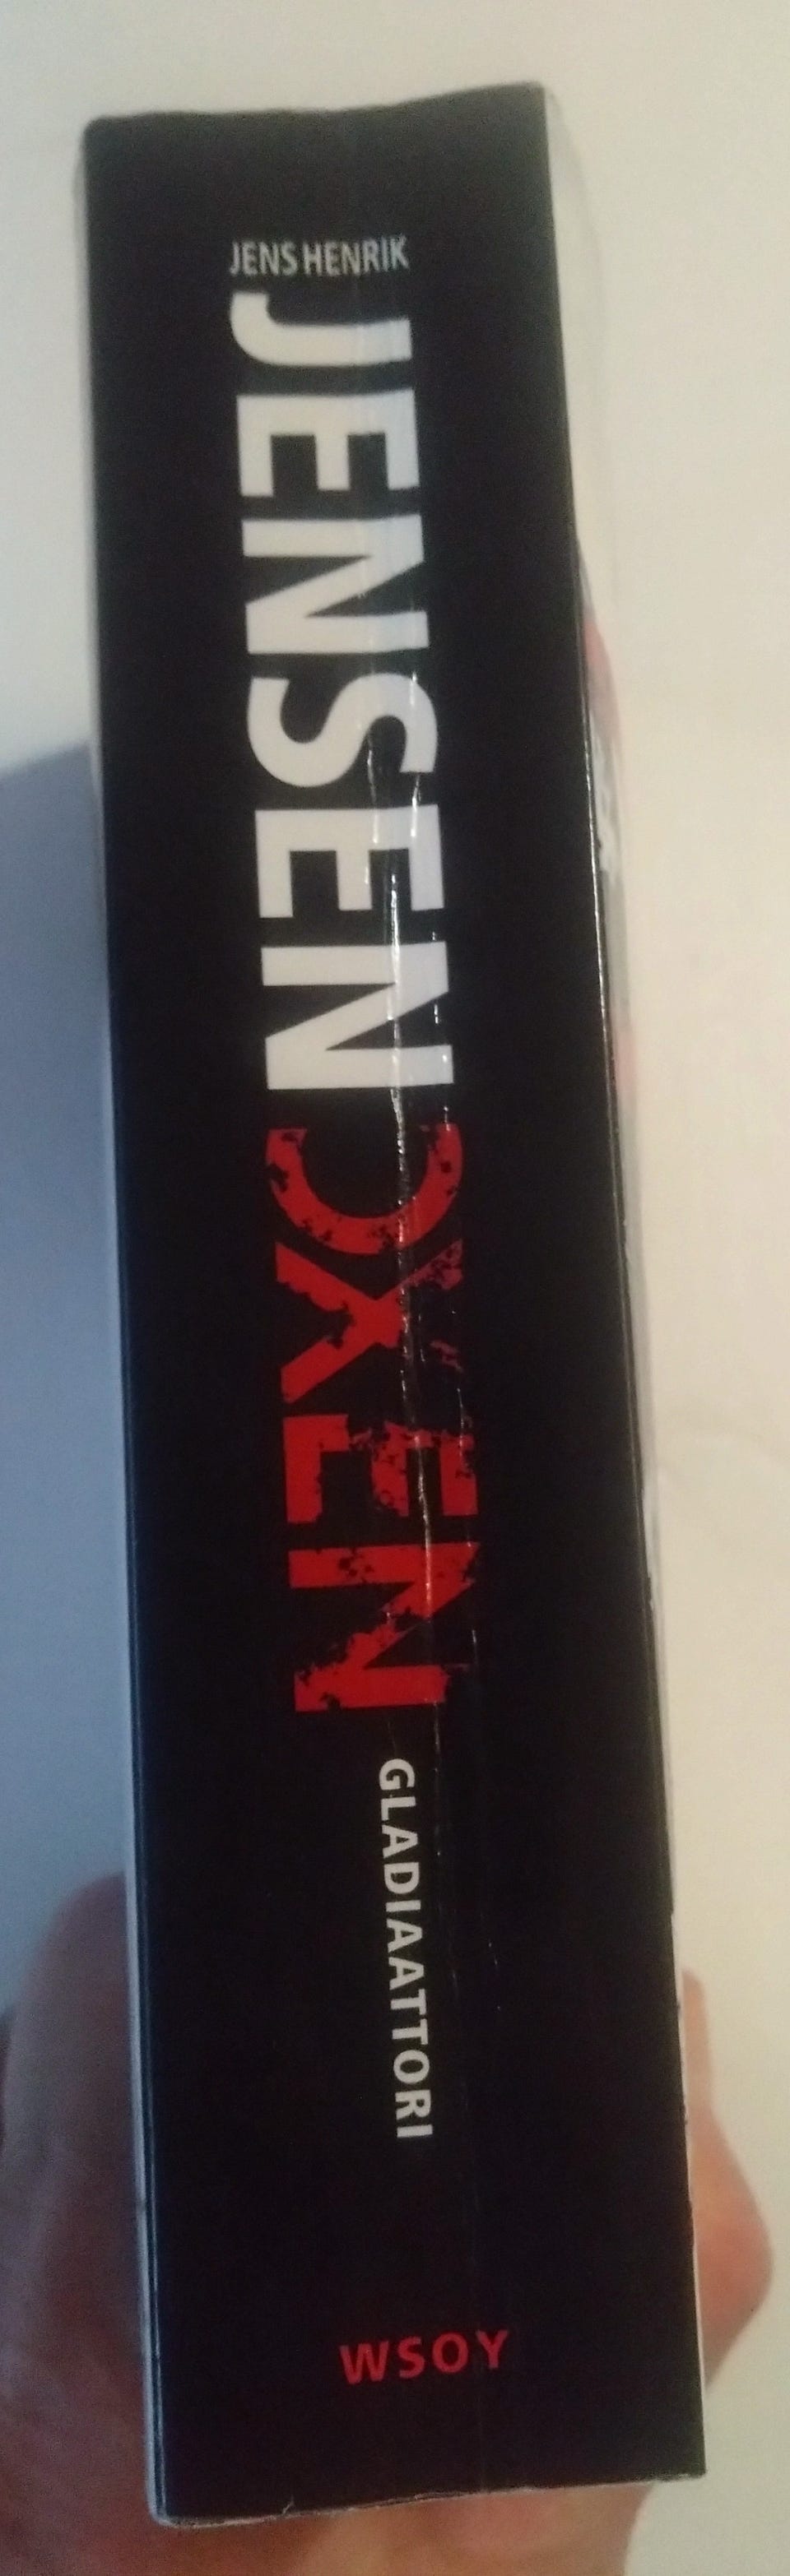 JENS HENRIK
JENSEN
OXEN
GLADIAATTORI
WSOY